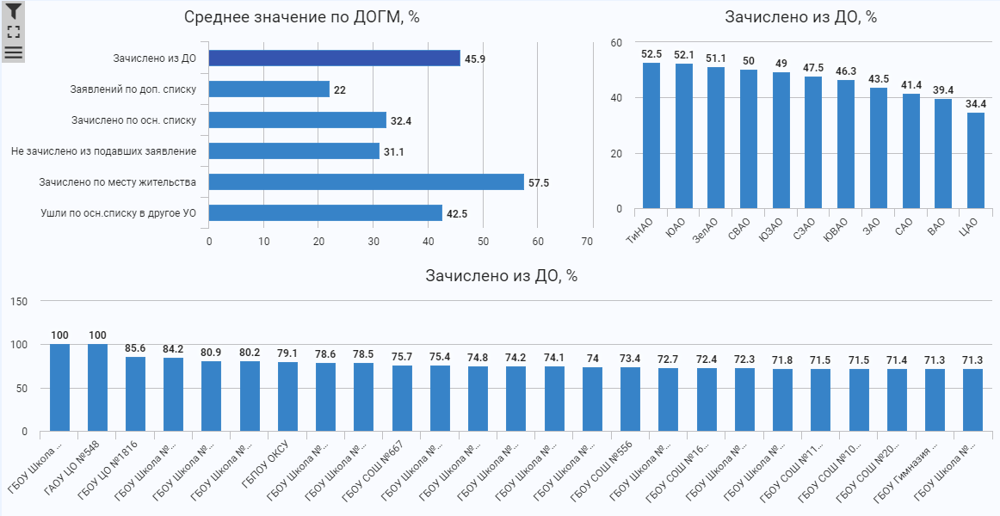 Среднее значение по ДОГМ, %
Зачислено из ДО
45.9
Заявлений по доп. списку
22
Зачислено по осн. списку
32.4
Не зачислено из подавших заявление
31.1
Зачислено по месту жительства
57.5
Ушли по осн.списку в другое УО
42.5
0 10 20 30 40 50 60 70
Зачислено из ДО, %
60
40
20
0
52.5 52.1 51.1 50 49 47.5 46.3 43.5 41.4 39.4 34.4
ТиНАО ЮАО ЗелАО СВАО ЮЗАО СЗАО ЮВАО ЗАО САО ВАО ЦАО
Зачислено из ДО, %
150
100
50
0
100 100 85.6 84.2 80.9 80.2 79.1 78.6 78.5 75.7 75.4 74.8 74.2 74.1 74 73.4 72.7 72.4 72.3 71.8 71.5 71.5 71.4 71.3 71.3
ГБОУ Школа ...
ГАОУ ЦО №548
ГБОУ ЦО №1816
ГБОУ Школа №...
ГБОУ Школа №...
ГБОУ Школа №...
ГБПОУ ОКСУ
ГБОУ Школа №...
ГБОУ Школа №...
ГБОУ СОШ №667
ГБОУ Школа №...
ГБОУ Школа №...
ГБОУ Школа №...
ГБОУ Школа №...
ГБОУ Школа №...
ГБОУ СОШ №556
ГБОУ Школа №...
ГБОУ СОШ №16...
ГБОУ Школа №...
ГБОУ Школа №...
ГБОУ СОШ №11...
ГБОУ СОШ №10...
ГБОУ СОШ №20...
ГБОУ Гимназия ...
ГБОУ Школа №...